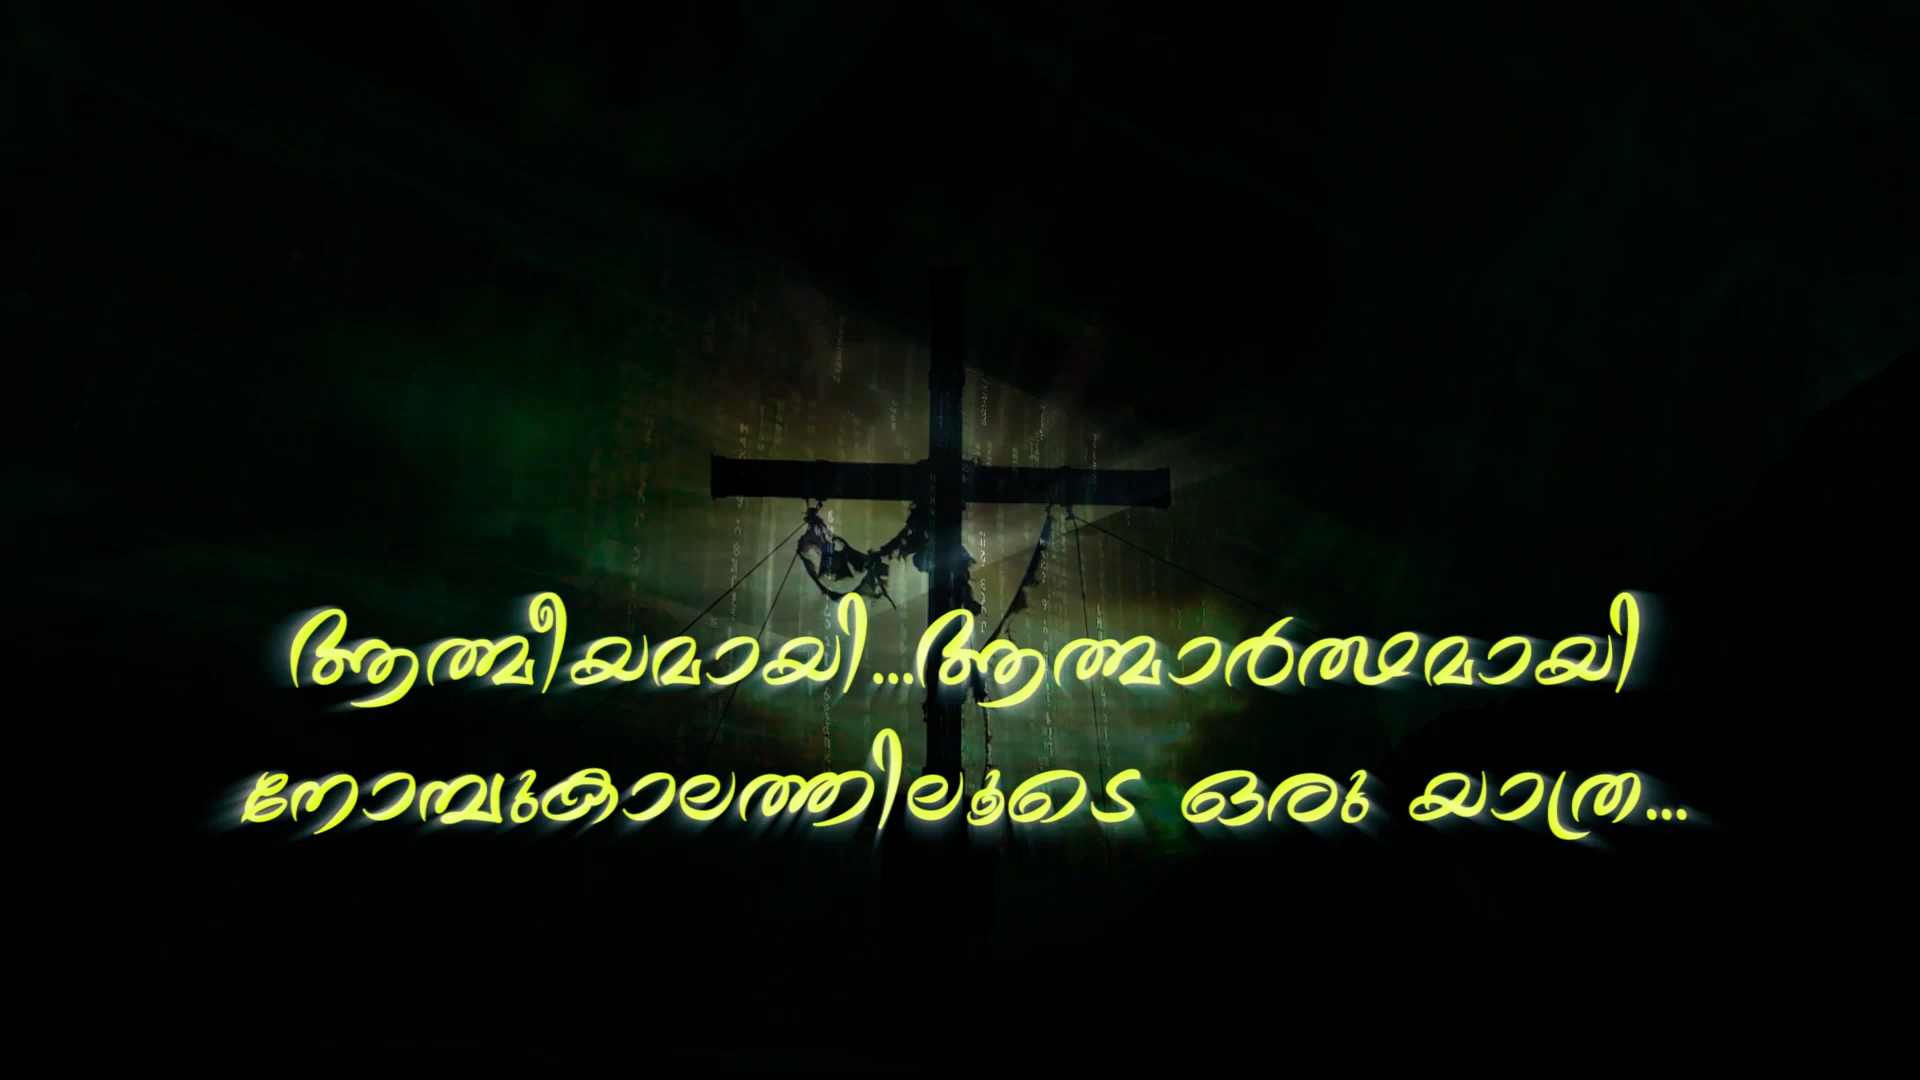 ആത്മീയമായി...ആത്മാർത്ഥമായി
നോമ്പുകാലത്തിലൂടെ ഒരു യാത്ര...